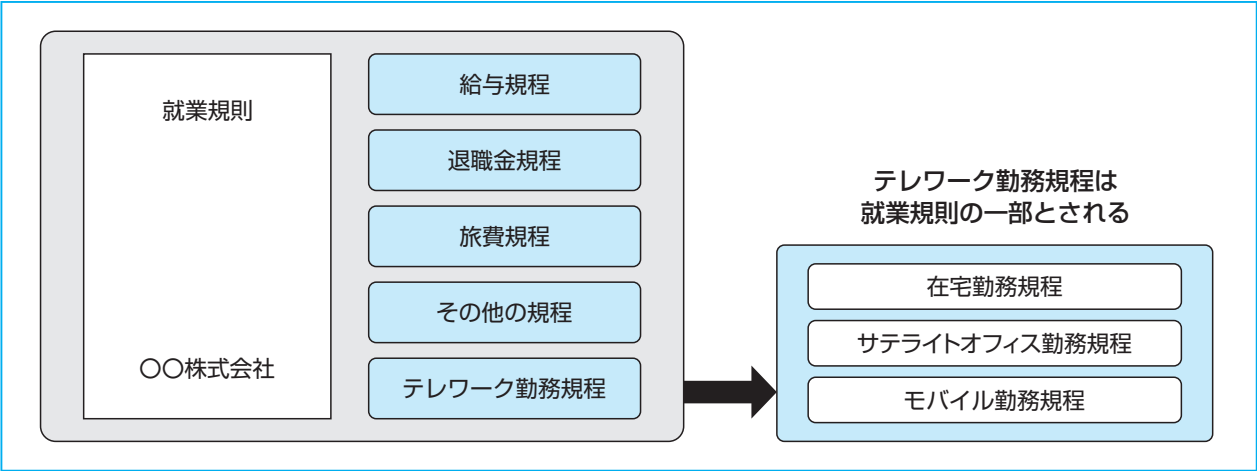 就業規則
〇〇株式会社
給与規程
退職金規程
旅費規程
その他の規程
テレワーク勤務規程
テレワーク勤務規程は
就業規則の一部とされる
在宅勤務規程
サテライトオフィス勤務規程
モバイル勤務規程